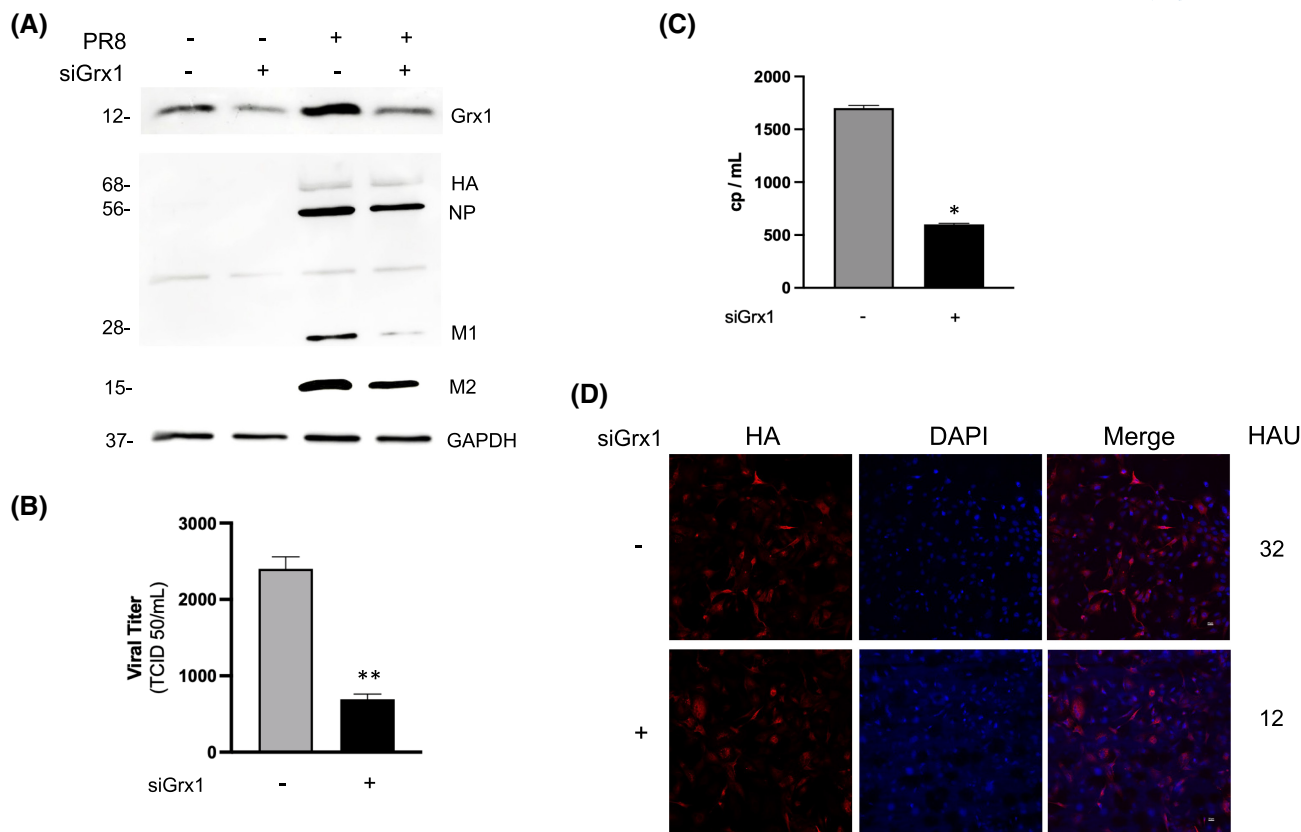 (A)
PR8 - - + +
siGrx1 - + - +
12- Grx1
68- HA
56- NP
28- M1
15- M2
37- GAPDH
(B)
3000
2000
1000
0
Viral Titer
(TCID 50/mL)
**
siGrx1 - +
(C)
2000
1500
1000
500
0
cp / mL
*
siGrx1 - +
(D)
siGrx1 HA DAPI Merge HAU
- 32
+ 12